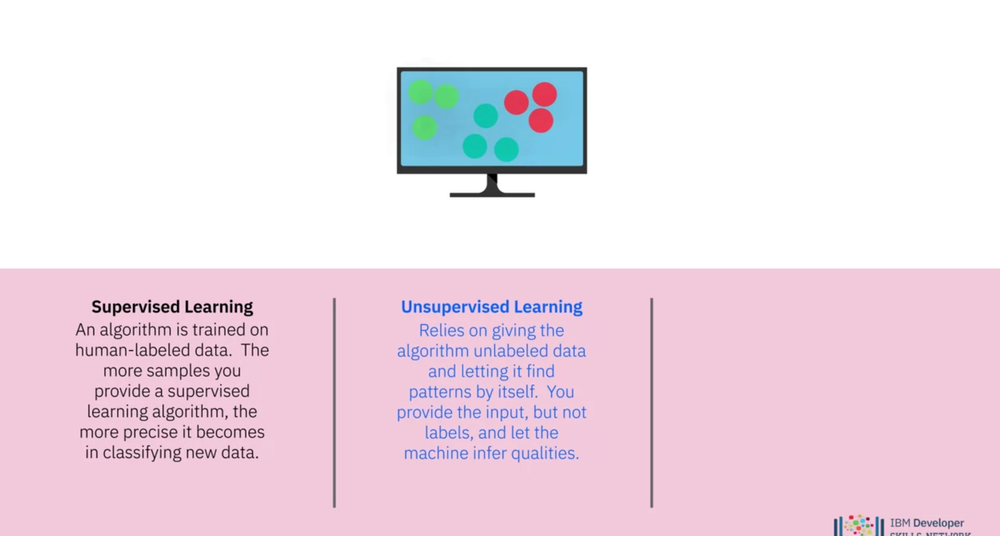 Supervised Learning
An algorithm is trained on
human-labeled data.  The
more samples you
provide a supervised
learning algorithm, the
more precise it becomes
in classifying new data.
Unsupervised Learning
Relies on giving the
algorithm unlabeled data
and letting it find
patterns by itself.  You
provide the input, but not
labels, and let the
machine infer qualities.
IBM Developer
SKILLS NETWORK